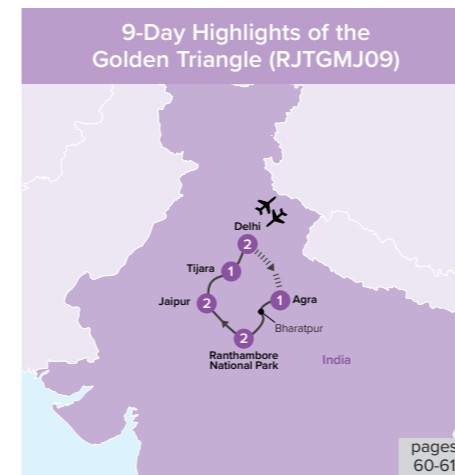 9-Day Highlights of the
Golden Triangle (RJTGMJ09)
Delhi
2
Tijara
1
Jaipur
2
1
Agra
Bharatpur
2
Ranthambore
National Park
India
pages
60-61